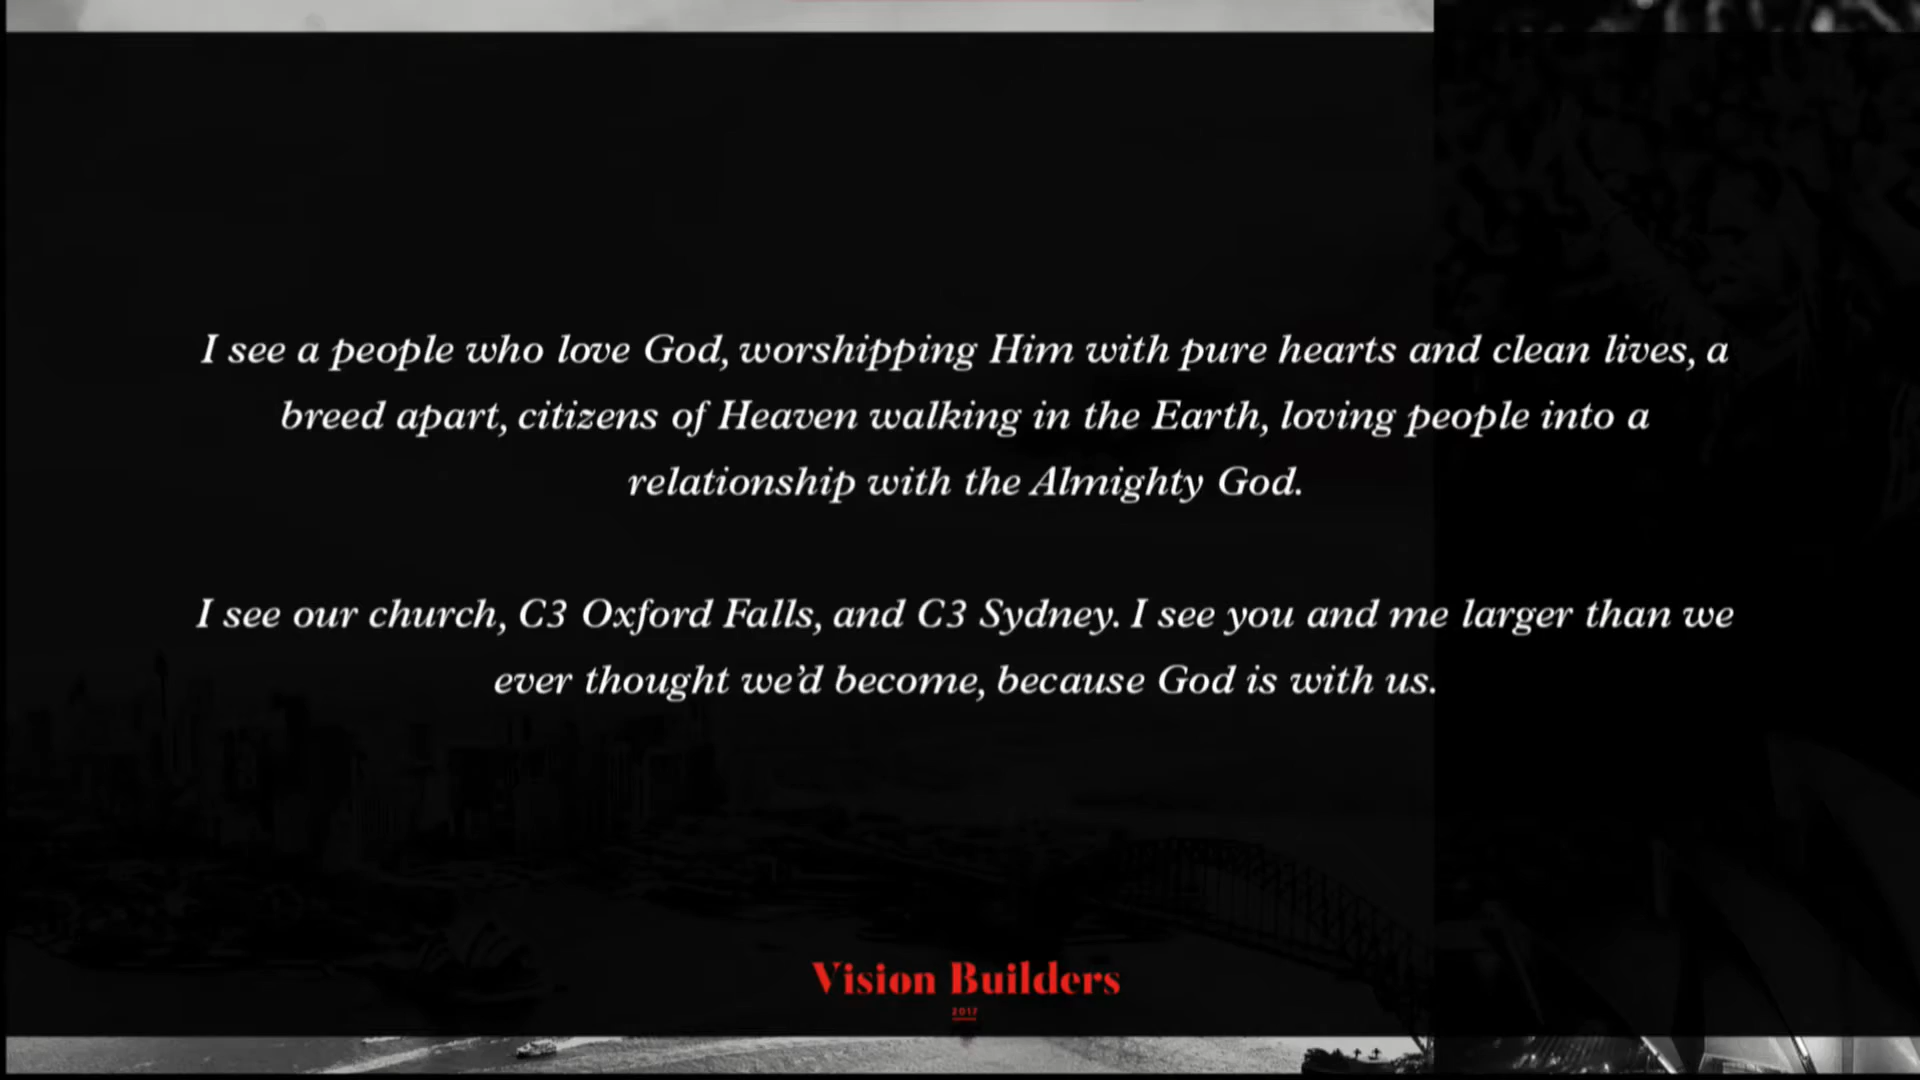 I see a people who love God, worshipping Him with pure hearts and clean lives, a
breed apart, citizens of Heaven walking in the Earth, loving people into a
relationship with the Almighty God.
I see our church, C3 Oxford Falls, and C3 Sydney. I see you and me larger than we
ever thought we’d become, because God is with us.
Vision Builders
2017